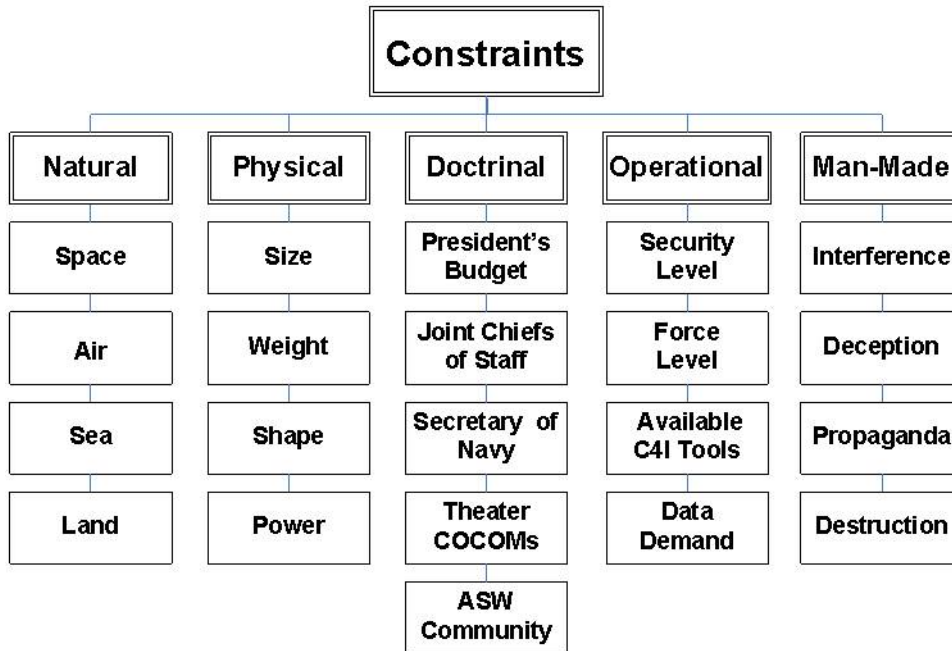 Constraints
Natural
Physical
Doctrinal
Operational
Man-Made
Space
Size
President's
Budget
Security
Level
Interference
Air
Weight
Joint Chiefs
of Staff
Force
Level
Deception
Sea
Shape
Secretary of
Navy
Available
C4I Tools
Propaganda
Land
Power
Theater
COCOMs
Data
Demand
Destruction
ASW
Community